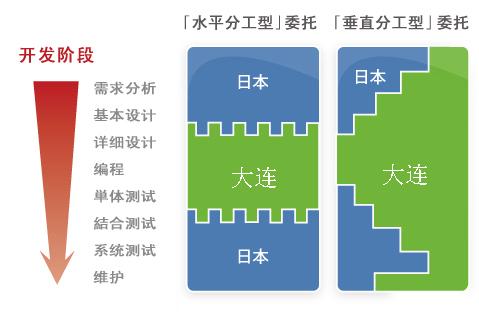 「水平分工型」委托
「垂直分工型」委托
开发阶段
需求分析
基本设计
详细设计
编程
単体测试
結合测试
系统测试
维护
日本
大连
日本
日本
大连